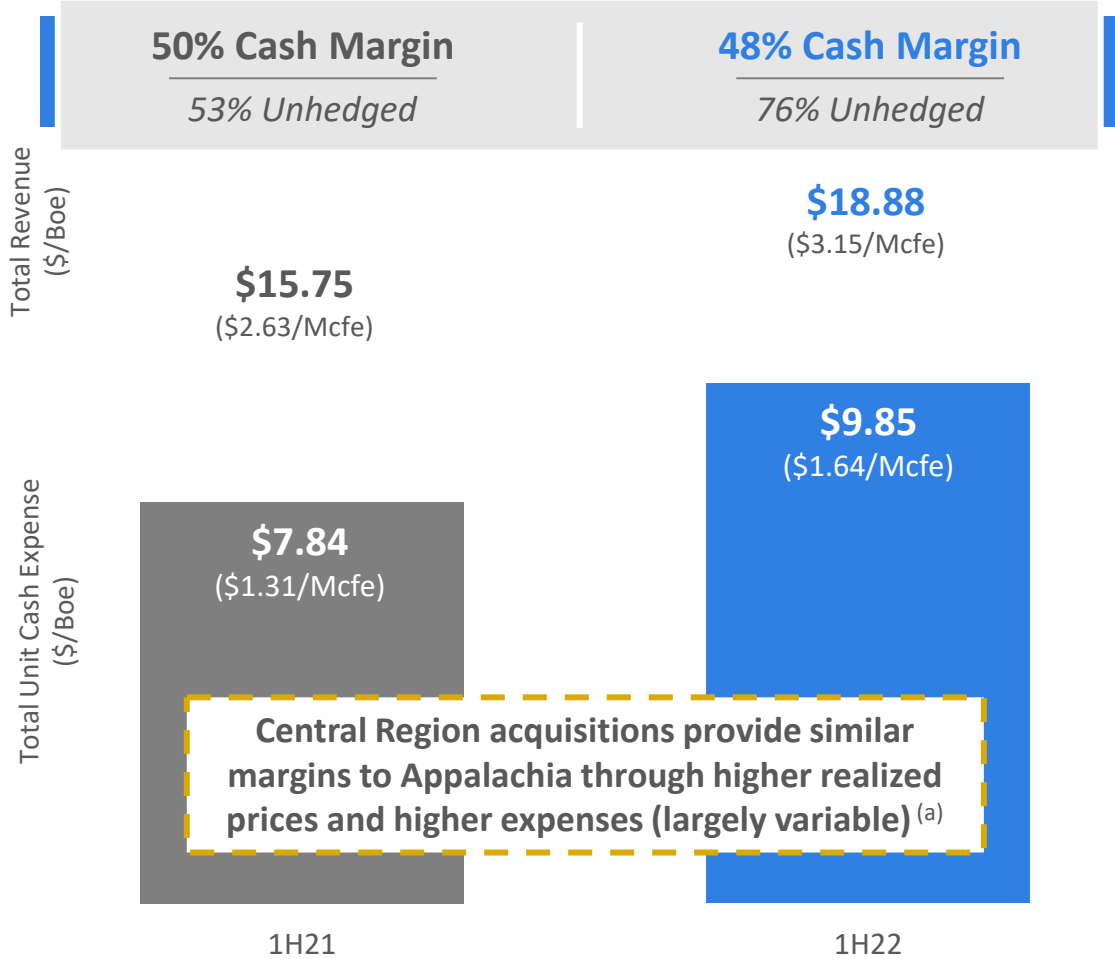 50% Cash Margin
53% Unhedged
48% Cash Margin
76% Unhedged
Total Revenue
($/Boe)
$15.75
($2.63/Mcfe)
$18.88
($3.15/Mcfe)
Total Unit Cash Expense
($/Boe)
$7.84
($1.31/Mcfe)
$9.85
($1.64/Mcfe)
Central Region acquisitions provide similar
margins to Appalachia through higher realized
prices and higher expenses (largely variable) (a)
1H21
1H22